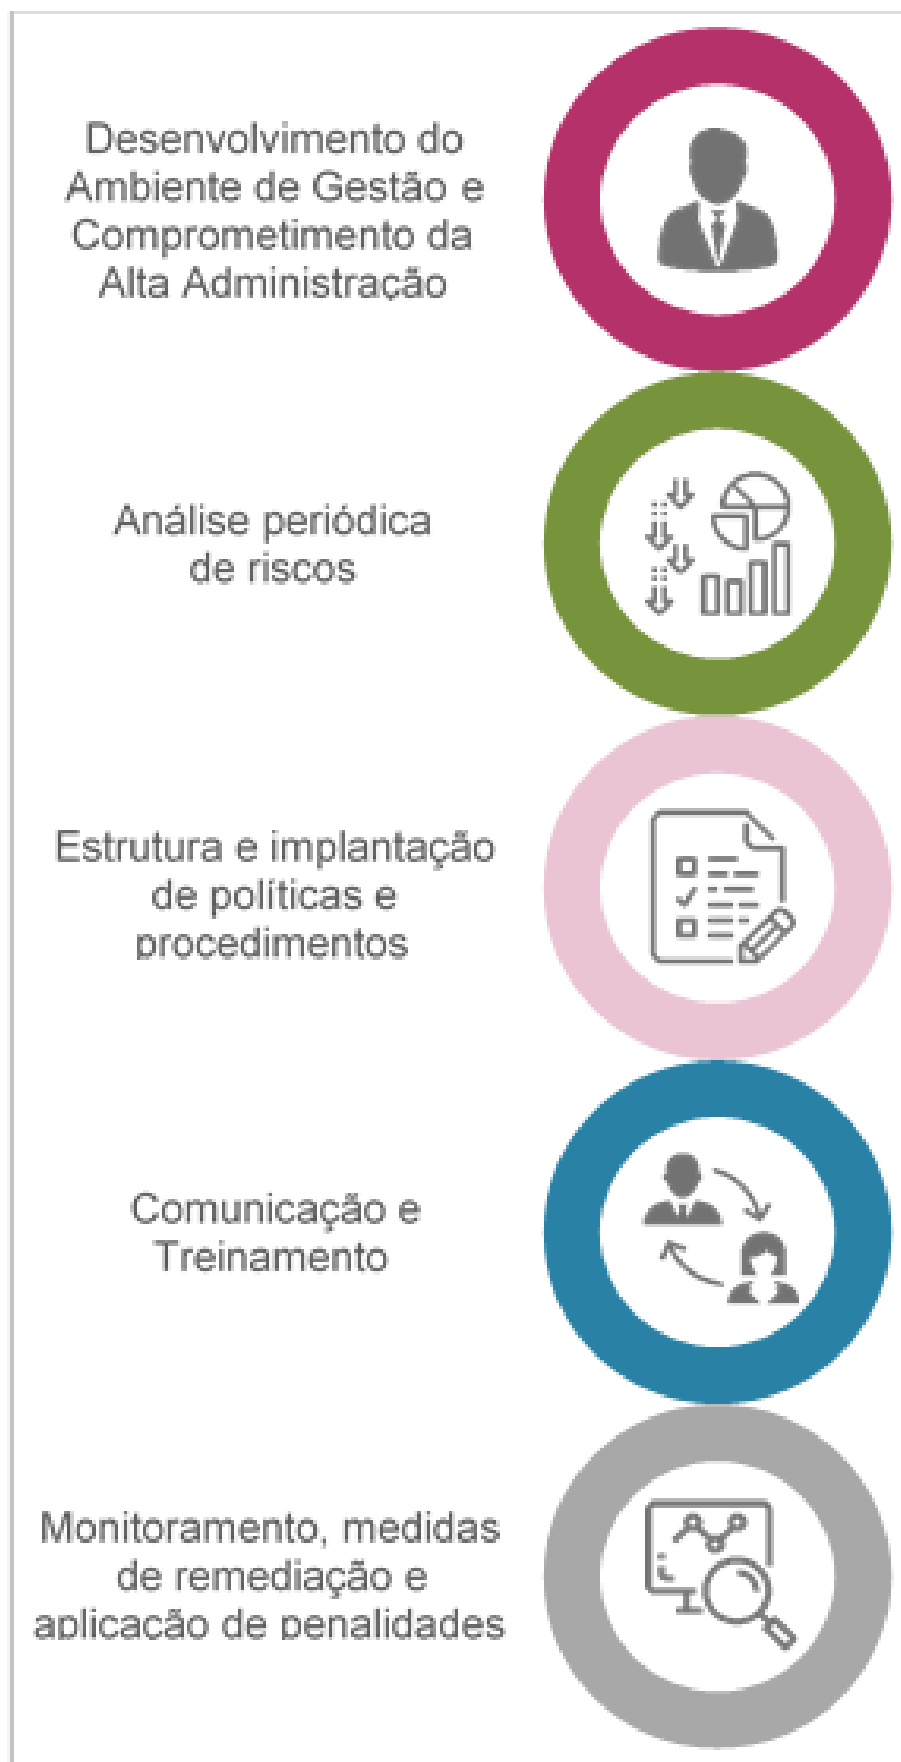 Desenvolvimento do
Ambiente de Gestão e
Comprometimento da
Alta Administração
Análise periódica
de riscos
Estrutura e implantação
de políticas e
procedimentos
Comunicação e
Treinamento
Monitoramento, medidas
de remediação e
aplicação de penalidades